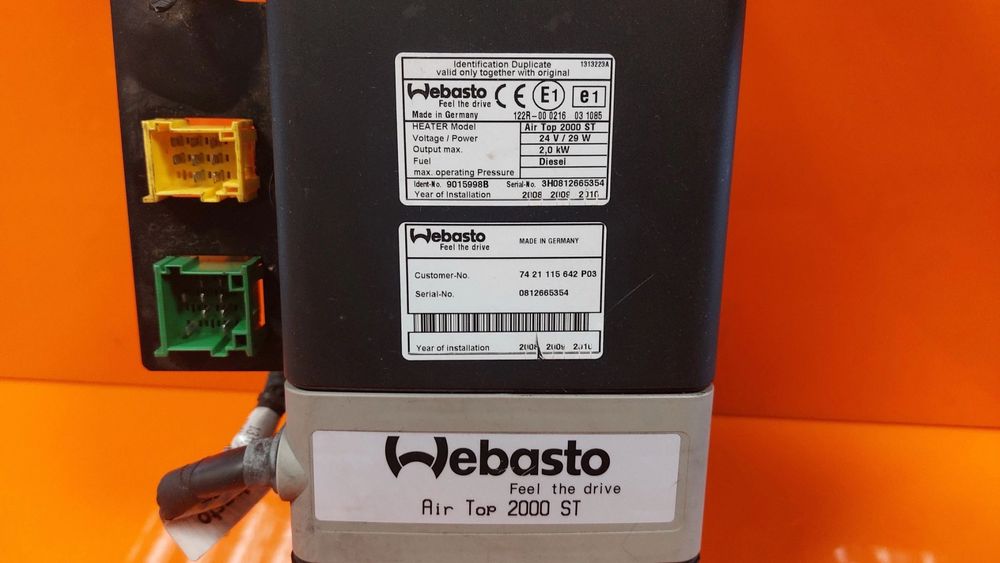 Identification Duplicate
valid only together with original
1313223A
Webasto
Feel the drive
CE E1 e1
Made in Germany 122R-00 0216 03 1085
HEATER Model Air Top 2000 ST
Voltage / Power 24 V / 29 W
Output max. 2,0 kW
Fuel Diesel
max. operating Pressure
Ident-No. 9015998B Serial-No. 3H0812665354
Year of Installation 2008 2009 2010
Webasto
Feel the drive
MADE IN GERMANY
Customer-No. 74 21 115 642 P03
Serial-No. 0812665354
Year of installation 2008 2009 2010
Webasto
Feel the drive
Air Top 2000 ST